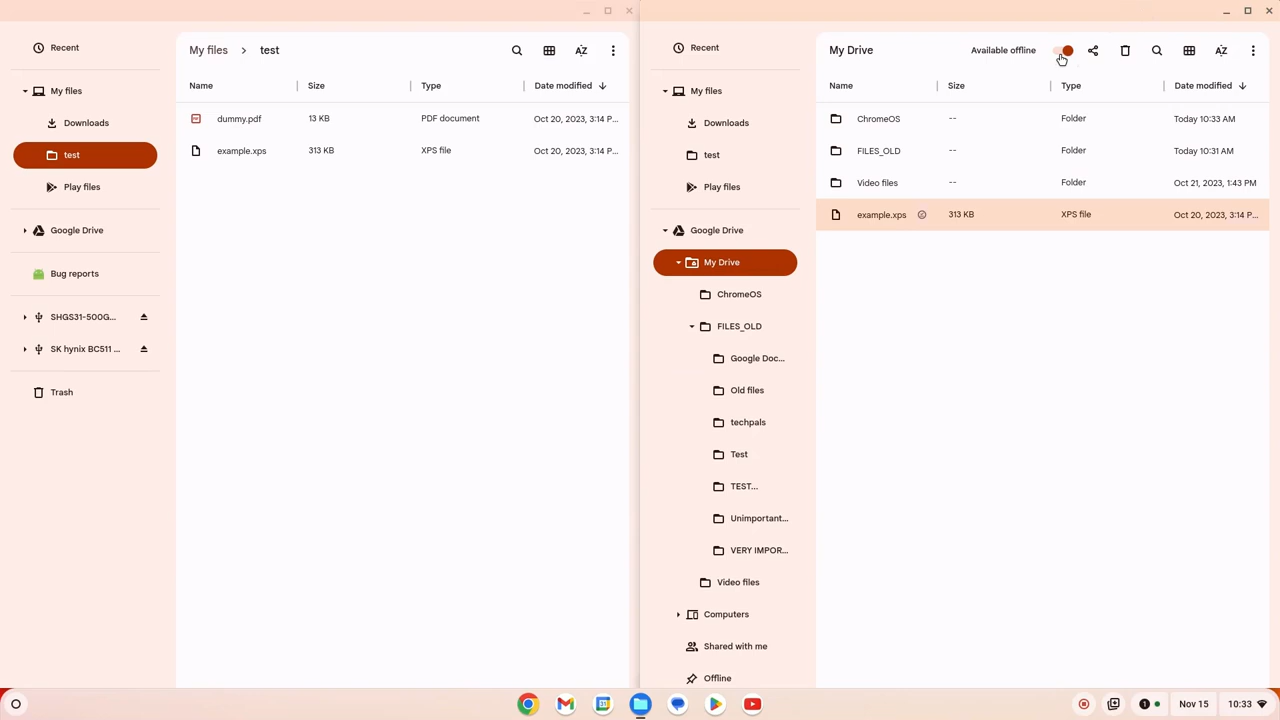 Recent
My files
Downloads
test
Play files
Google Drive
Bug reports
SHGS31-500G...
SK hynix BC511 ...
Trash
My files > test
Name Size Type Date modified
dummy.pdf 13 KB PDF document Oct 20, 2023, 3:14 P...
example.xps 313 KB XPS file Oct 20, 2023, 3:14 P...
Recent
My files
Downloads
test
Play files
Google Drive
My Drive
ChromeOS
FILES_OLD
Google Doc...
Old files
techpals
Test
TEST...
Unimportant...
VERY IMPOR...
Video files
Computers
Shared with me
Offline
My Drive Available offline
Name Size Type Date modified
ChromeOS -- Folder Today 10:33 AM
FILES_OLD -- Folder Today 10:31 AM
Video files -- Folder Oct 21, 2023, 1:43 PM
example.xps 313 KB XPS file Oct 20, 2023, 3:14 P...
1 Nov 15 10:33